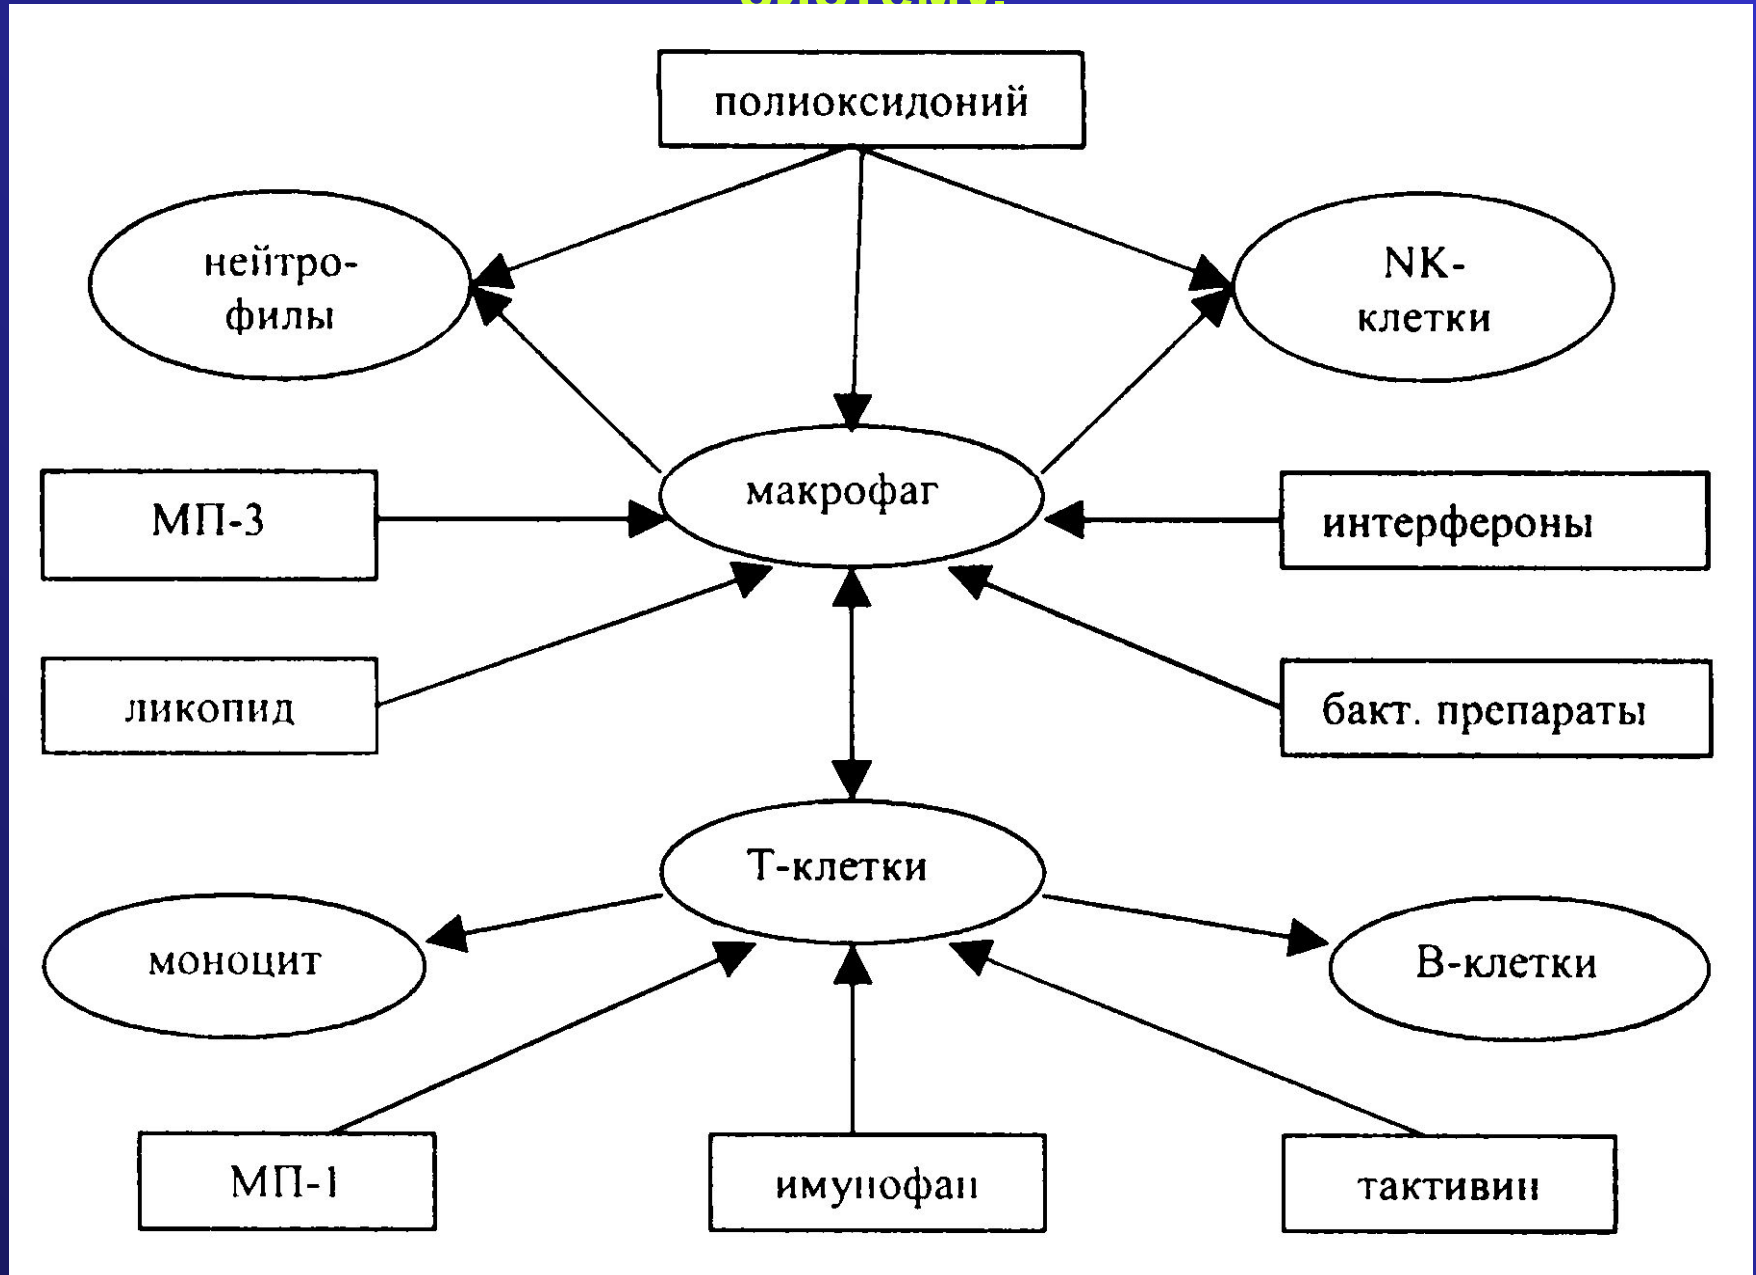 полиоксидоний
нейтро-
филы
NK-
клетки
макрофаг
МП-3
интерфероны
ликопид
бакт. препараты
Т-клетки
моноцит
В-клетки
МП-1
имунофан
тактивин